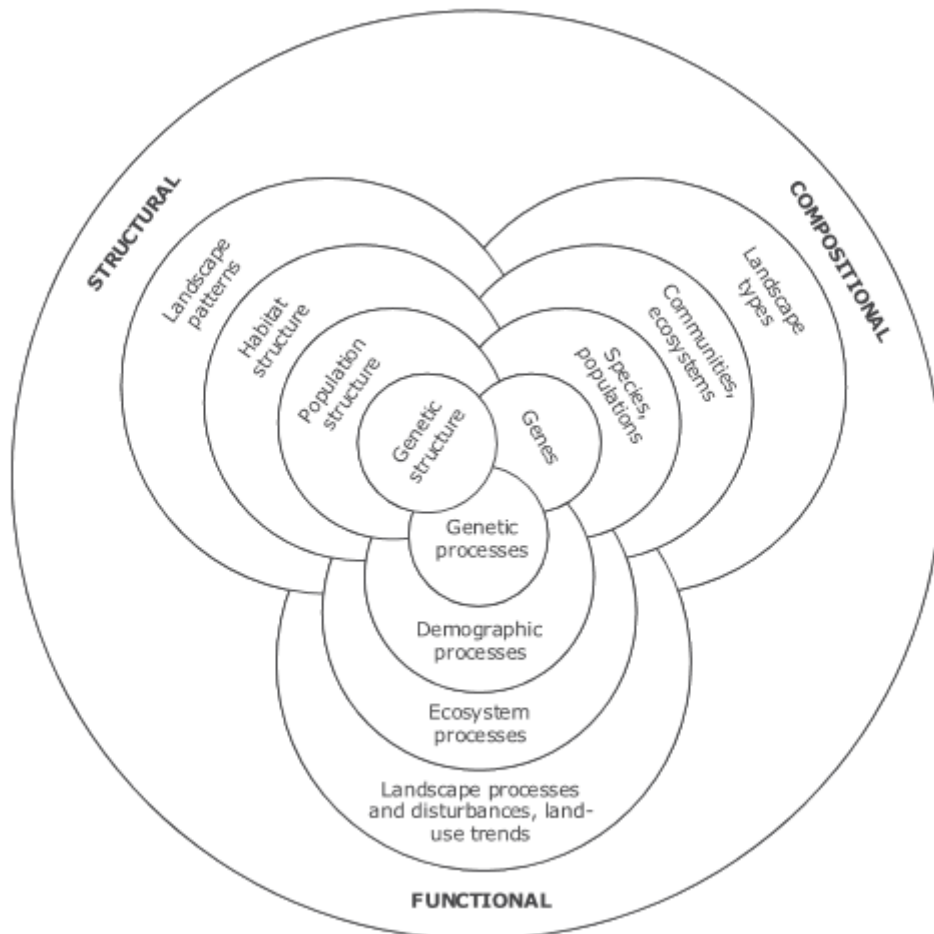 STRUCTURAL
Landscape
patterns
Habitat
structure
Population
structure
Genetic
structure
COMPOSITIONAL
Landscape
types
Communities,
ecosystems
Species,
populations
Genes
Genetic
processes
Demographic
processes
Ecosystem
processes
Landscape processes
and disturbances, land-
use trends
FUNCTIONAL